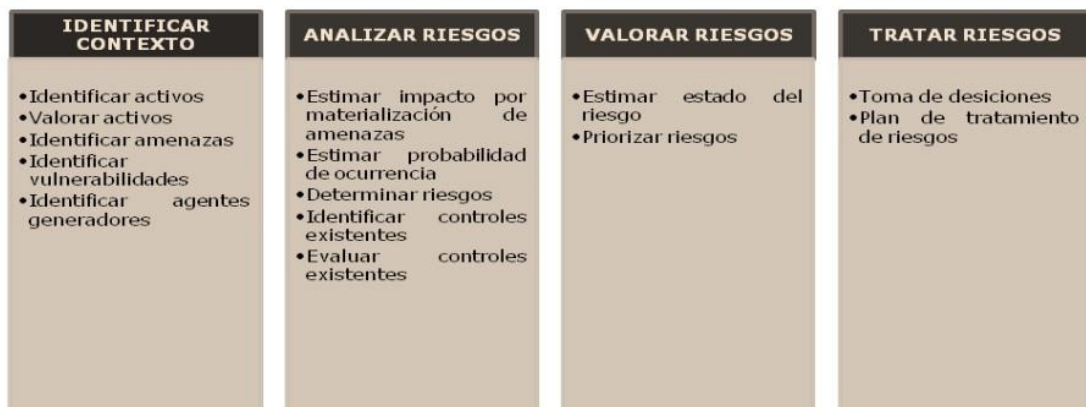 IDENTIFICAR
CONTEXTO
•Identificar activos
•Valorar activos
•Identificar amenazas
•Identificar
vulnerabilidades
•Identificar agentes
generadores
ANALIZAR RIESGOS
•Estimar impacto por
materialización de
amenazas
•Estimar probabilidad
de ocurrencia
•Determinar riesgos
•Identificar controles
existentes
•Evaluar controles
existentes
VALORAR RIESGOS
•Estimar estado del
riesgo
•Priorizar riesgos
TRATAR RIESGOS
•Toma de desiciones
•Plan de tratamiento
de riesgos